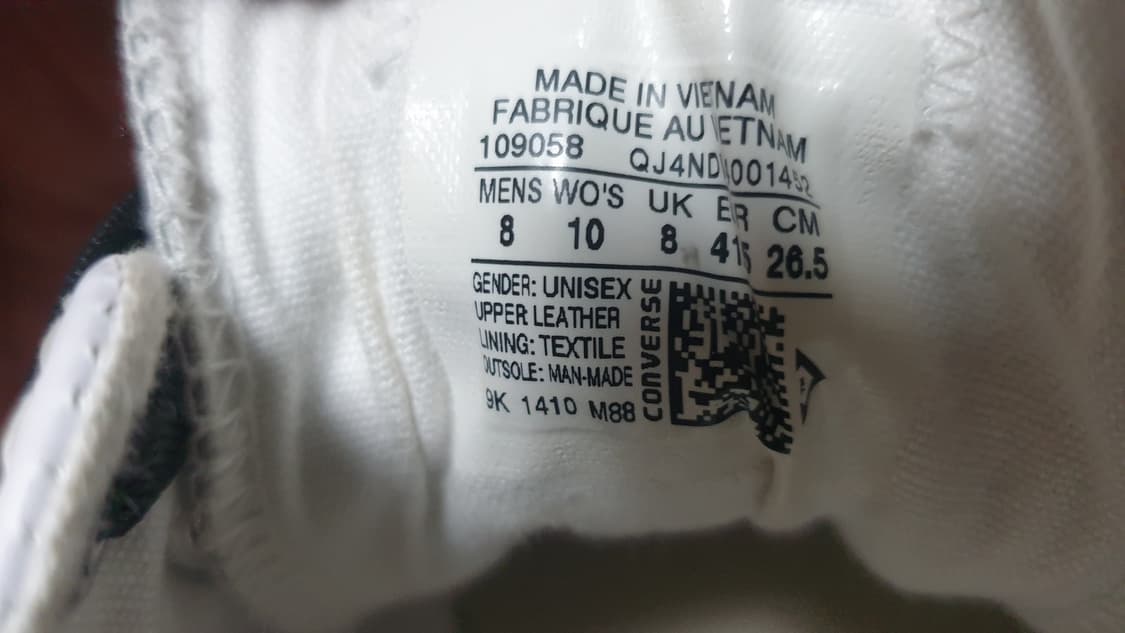 MADE IN VIENAM
FABRIQUE AU VIETNAM
109058
MENS WO'S UK ER CM
8 10 8 26.5
GENDER: UNISEX
UPPER LEATHER
LINING: TEXTILE
OUTSOLE: MAN-MADE
9K 1410 M88
CONVERSE